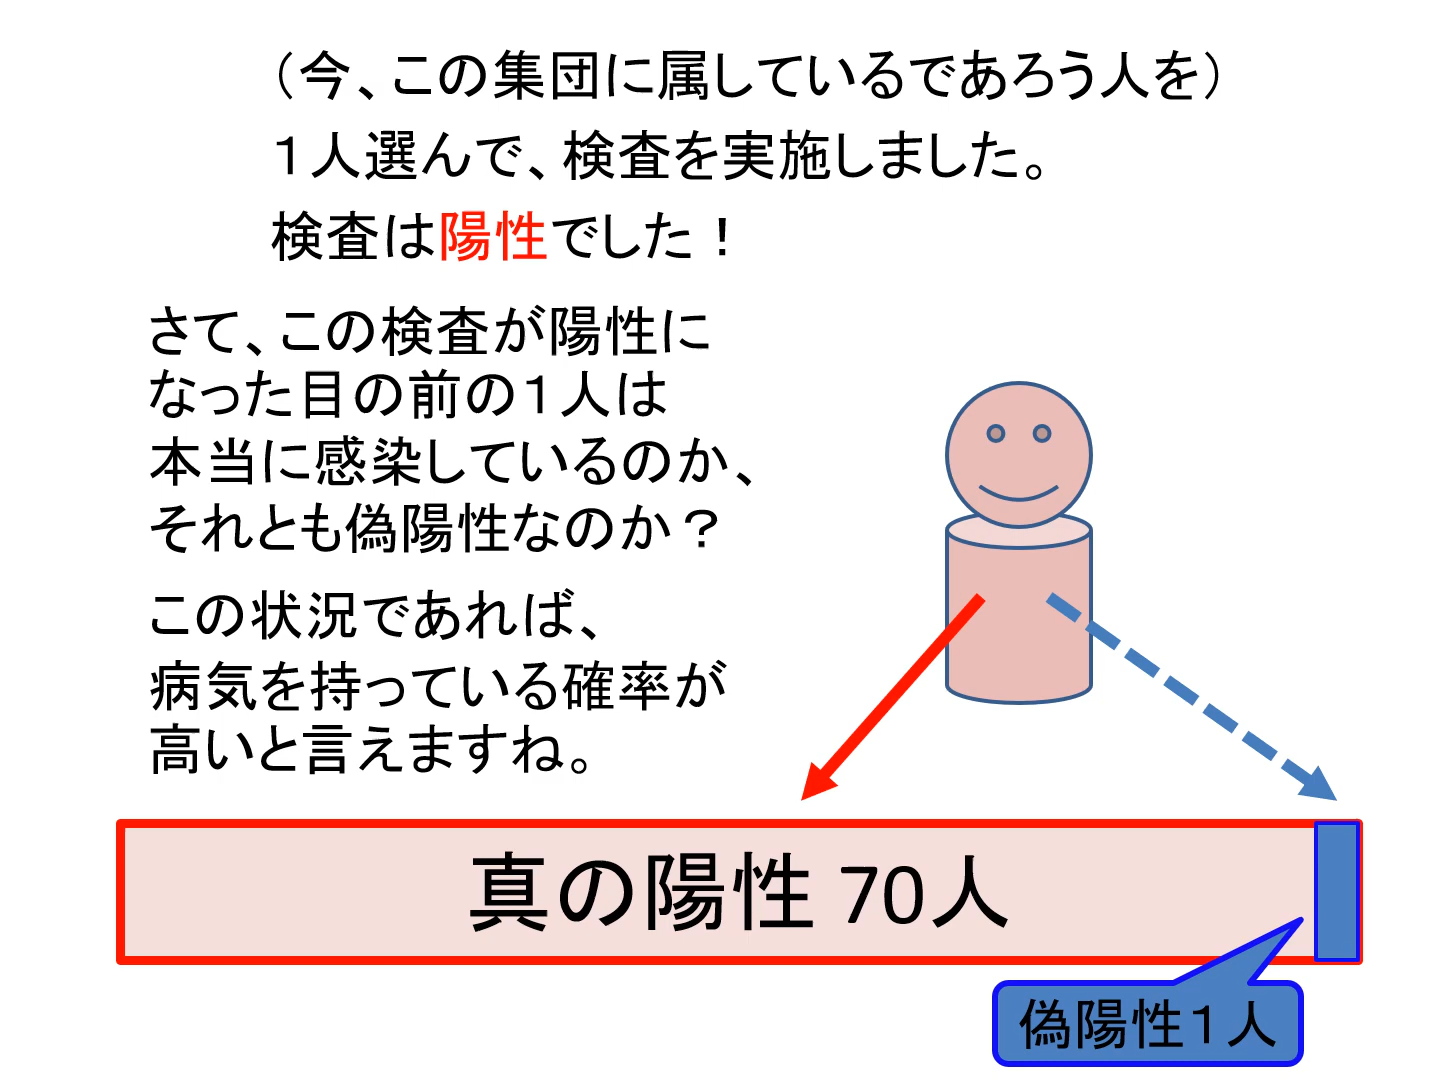 （今、この集団に属しているであろう人を）
１人選んで、検査を実施しました。
検査は陽性でした！
さて、この検査が陽性に
なった目の前の１人は
本当に感染しているのか、
それとも偽陽性なのか？
この状況であれば、
病気を持っている確率が
高いと言えますね。
真の陽性 70人
偽陽性１人